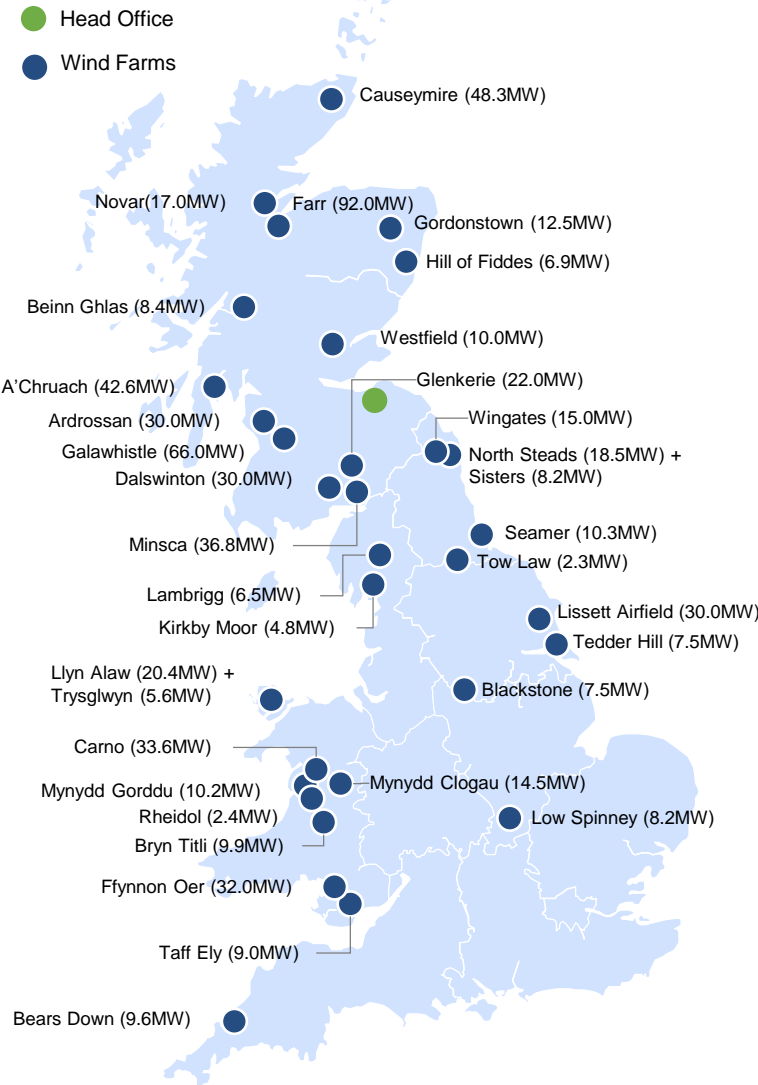 Head Office
Wind Farms
Causeymire (48.3MW)
Novar(17.0MW)
Farr (92.0MW)
Gordonstown (12.5MW)
Hill of Fiddes (6.9MW)
Beinn Ghlas (8.4MW)
Westfield (10.0MW)
Glenkerie (22.0MW)
A'Chruach (42.6MW)
Wingates (15.0MW)
Ardrossan (30.0MW)
Galawhistle (66.0MW)
North Steads (18.5MW) +
Sisters (8.2MW)
Dalswinton (30.0MW)
Seamer (10.3MW)
Minsca (36.8MW)
Tow Law (2.3MW)
Lambrigg (6.5MW)
Lissett Airfield (30.0MW)
Kirkby Moor (4.8MW)
Tedder Hill (7.5MW)
Llyn Alaw (20.4MW) +
Trysglwyn (5.6MW)
Blackstone (7.5MW)
Carno (33.6MW)
Mynydd Clogau (14.5MW)
Mynydd Gorddu (10.2MW)
Rheidol (2.4MW)
Low Spinney (8.2MW)
Bryn Titli (9.9MW)
Ffynnon Oer (32.0MW)
Taff Ely (9.0MW)
Bears Down (9.6MW)